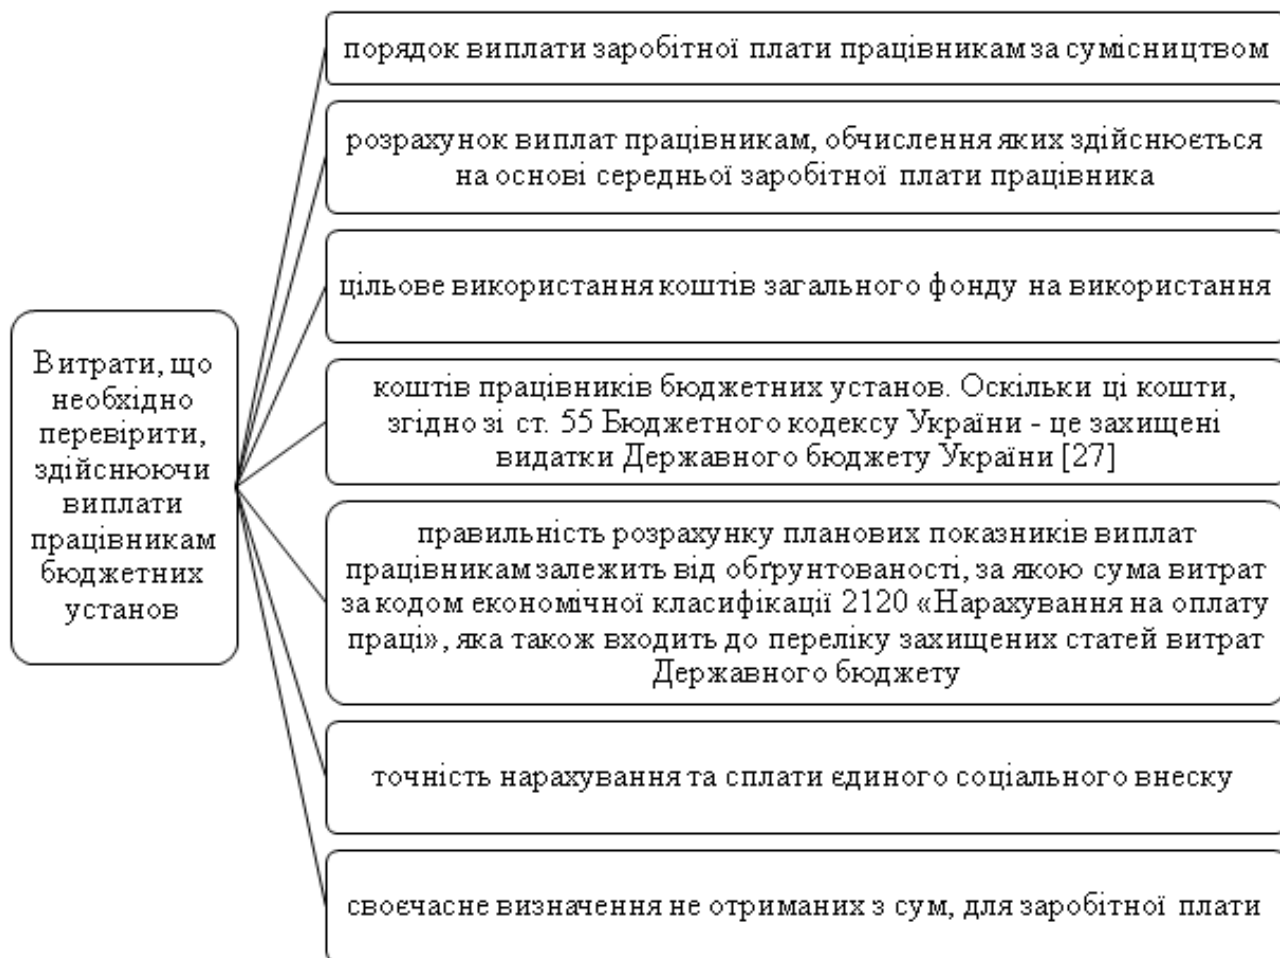 Витрати, що
необхідно
перевірити,
здійснюючи
виплати
працівникам
бюджетних
установ
порядок виплати заробітної плати працівникам за сумісництвом
розрахунок виплат працівникам, обчислення яких здійснюється
на основі середньої заробітної плати працівника
цільове використання коштів загального фонду на використання
коштів працівників бюджетних установ. Оскільки ці кошти,
згідно зі ст. 55 Бюджетного кодексу України - це захищені
видатки Державного бюджету України [27]
правильність розрахунку планових показників виплат
працівникам залежить від обґрунтованості, за якою сума витрат
за кодом економічної класифікації 2120 «Нарахування на оплату
праці», яка також входить до переліку захищених статей витрат
Державного бюджету
точність нарахування та сплати єдиного соціального внеску
своєчасне визначення не отриманих з сум, для заробітної плати